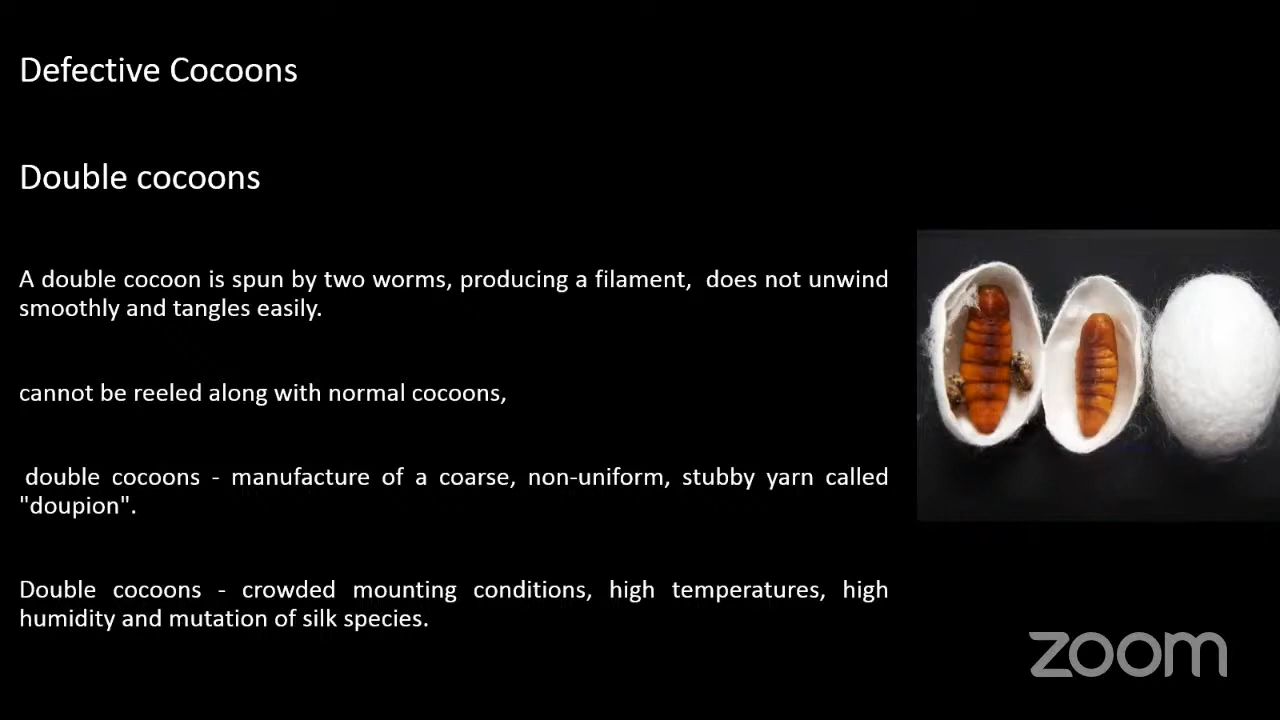 Defective Cocoons
Double cocoons
A double cocoon is spun by two worms, producing a filament, does not unwind
smoothly and tangles easily.
cannot be reeled along with normal cocoons,
double cocoons - manufacture of a coarse, non-uniform, stubby yarn called
"doupion".
Double cocoons - crowded mounting conditions, high temperatures, high
humidity and mutation of silk species.
zoom